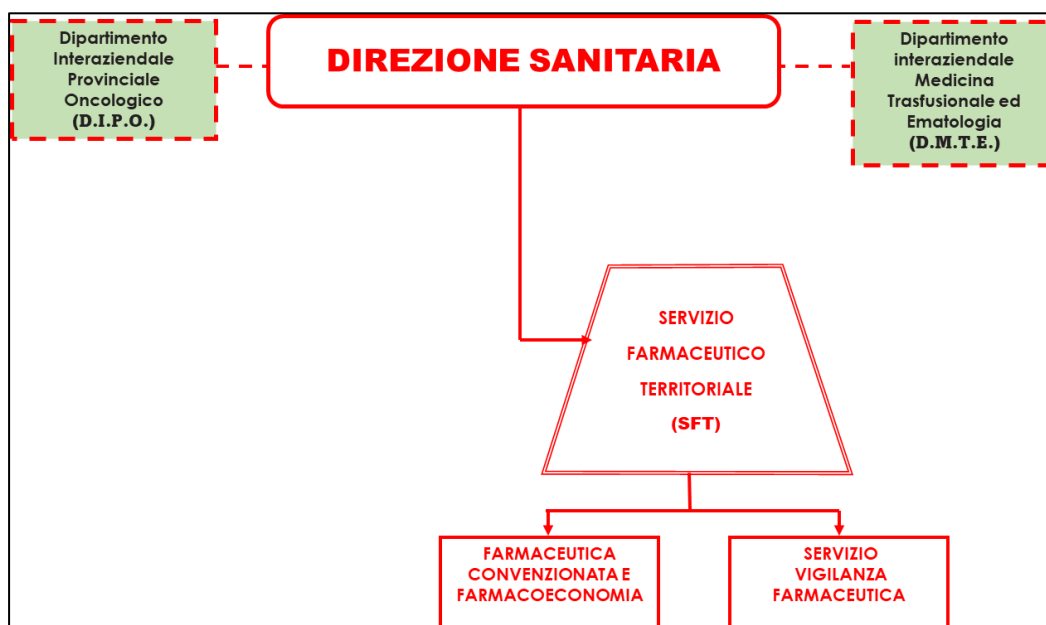 Dipartimento
Interaziendale
Provinciale
Oncologico
(D.I.P.O.)
DIREZIONE SANITARIA
Dipartimento
interaziendale
Medicina
Trasfusionale ed
Ematologia
(D.M.T.E.)
SERVIZIO
FARMACEUTICO
TERRITORIALE
(SFT)
FARMACEUTICA
CONVENZIONATA E
FARMACOECONOMIA
SERVIZIO
VIGILANZA
FARMACEUTICA